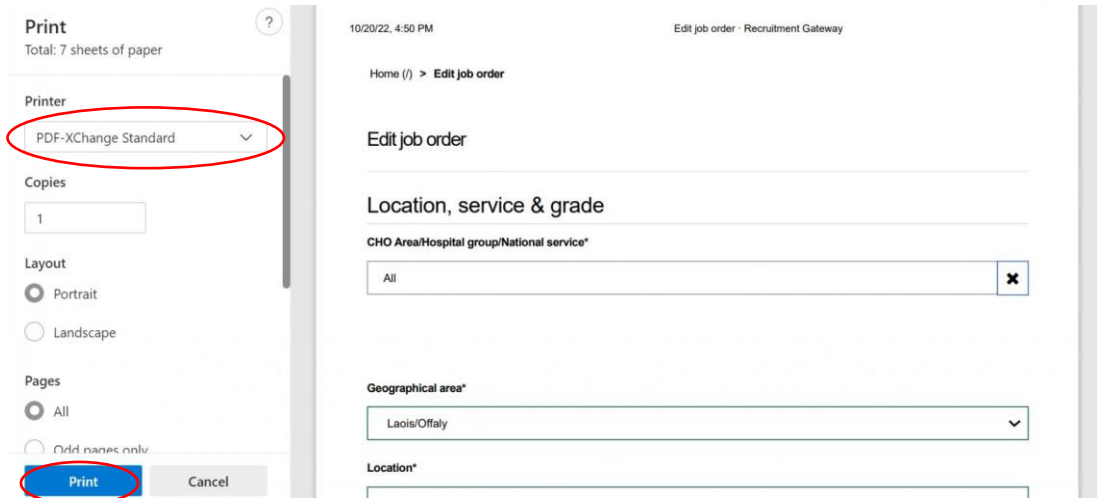 Print
?
Total: 7 sheets of paper
Printer
PDF-XChange Standard
Copies
1
Layout
Portrait
Landscape
Pages
All
Odd pages only
Print
Cancel
10/20/22, 4:50 PM
Edit job order · Recruitment Gateway
Home (/) > Edit job order
Edit job order
Location, service & grade
CHO Area/Hospital group/National service*
All
Geographical area*
Laois/Offaly
Location*